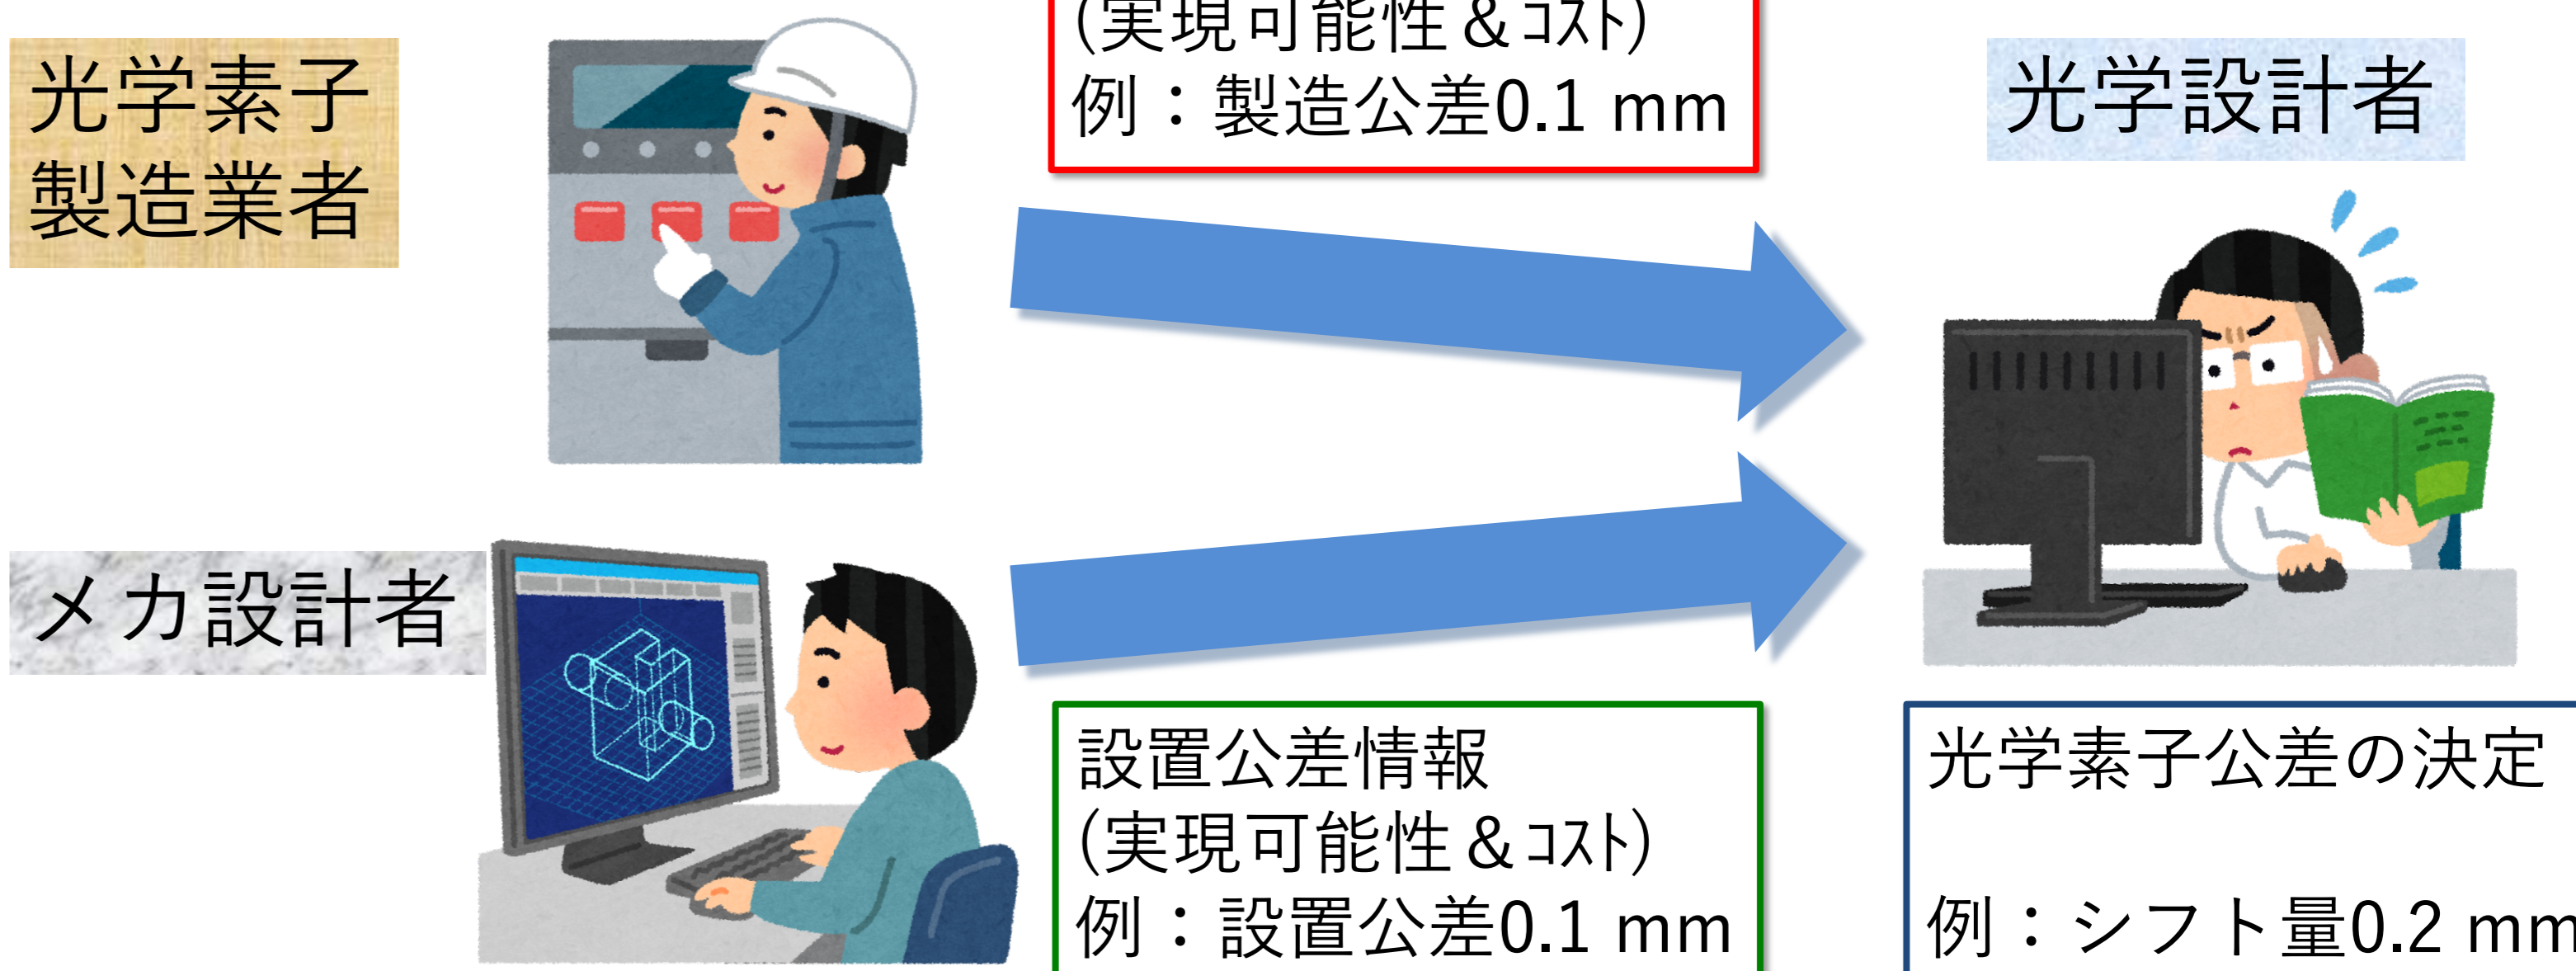 光学素子
製造業者
(実現可能性＆ｺｽﾄ)
例：製造公差0.1 mm
光学設計者
メカ設計者
設置公差情報
(実現可能性＆ｺｽﾄ)
例：設置公差0.1 mm
光学素子公差の決定
例：シフト量0.2 mm